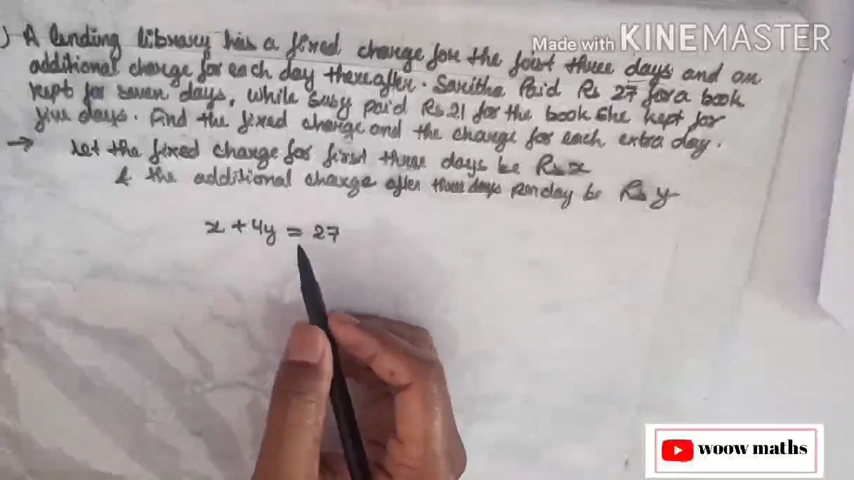 Made with KINEMASTER
) A lending library has a fixed charge for the first three days and an
additional charge for each day thereafter. Saritha Paid Rs 27 for a book
kept for seven days, while Susy paid Rs 21 for the book she kept for
five days. Find the fixed charge and the charge for each extra day.
→ Let the fixed charge for first three days be Rs x
& the additional charge after three days per day be Rs y
x + 4y = 27
woow maths